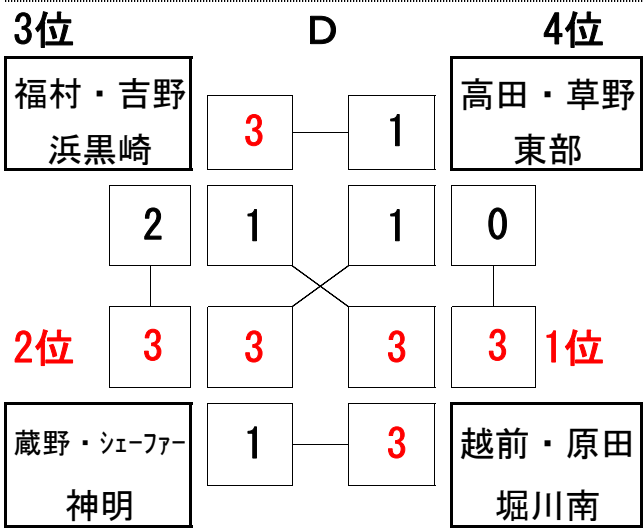 3位 D 4位
福村・吉野 3 1 高田・草野
浜黒崎 東部
2 1 1 0
2位 3 3 3 3 1位
蔵野・シェーファー 1 3 越前・原田
神明 堀川南